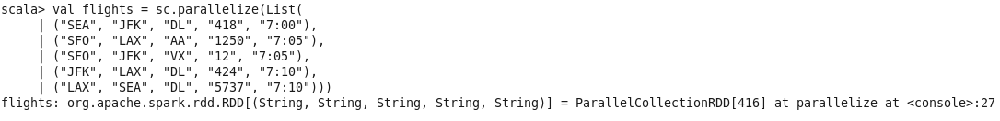 scala> val flights = sc.parallelize(List(
     | ("SEA", "JFK", "DL", "418", "7:00"),
     | ("SFO", "LAX", "AA", "1250", "7:05"),
     | ("SFO", "JFK", "VX", "12", "7:05"),
     | ("JFK", "LAX", "DL", "424", "7:10"),
     | ("LAX", "SEA", "DL", "5737", "7:10")))
flights: org.apache.spark.rdd.RDD[(String, String, String, String, String)] = ParallelCollectionRDD[416] at parallelize at <console>:27